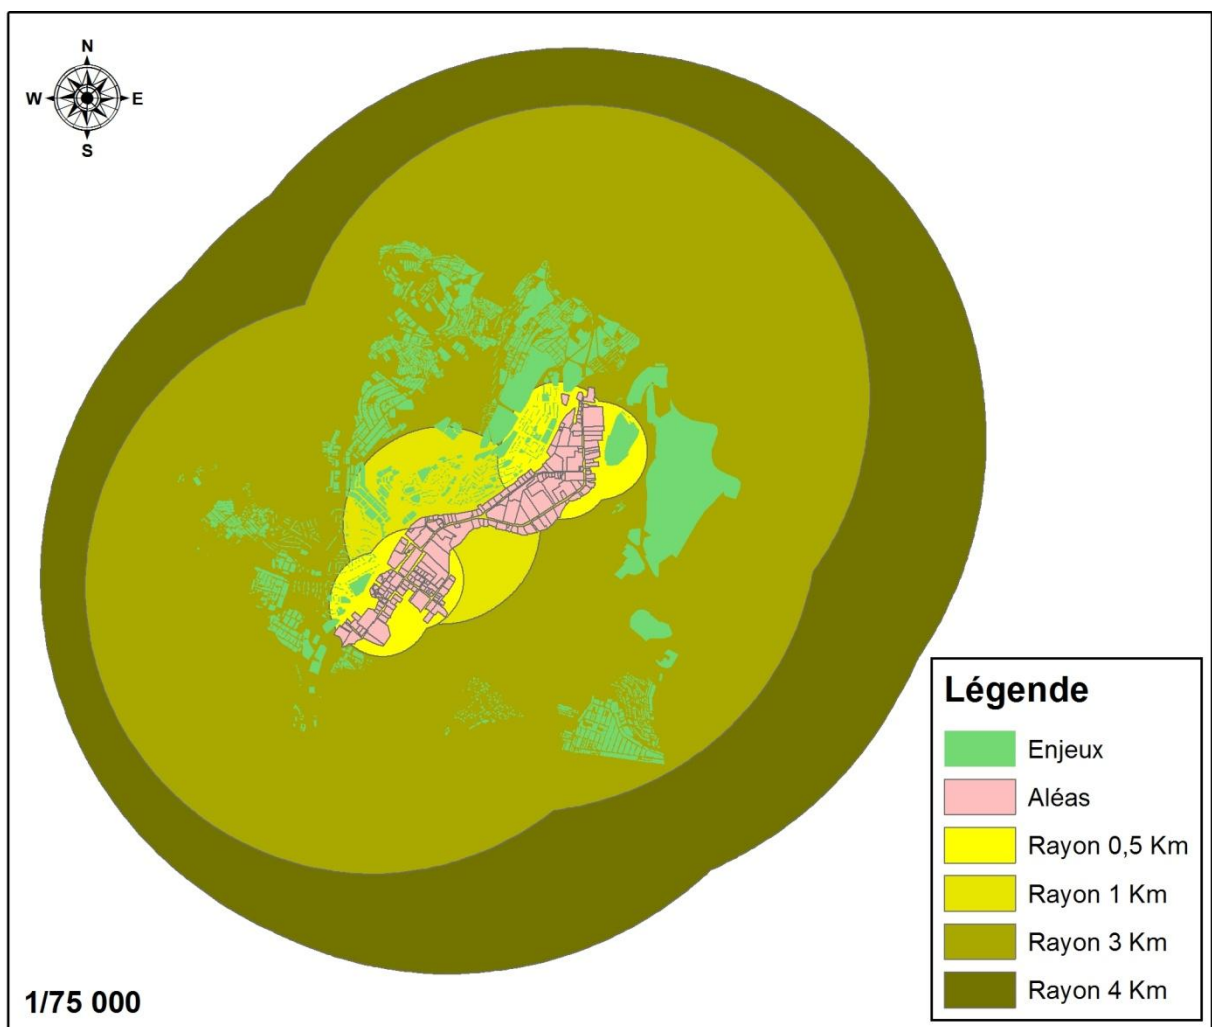 N
W E
S
Légende
Enjeux
Aléas
Rayon 0,5 Km
Rayon 1 Km
Rayon 3 Km
Rayon 4 Km
1/75 000